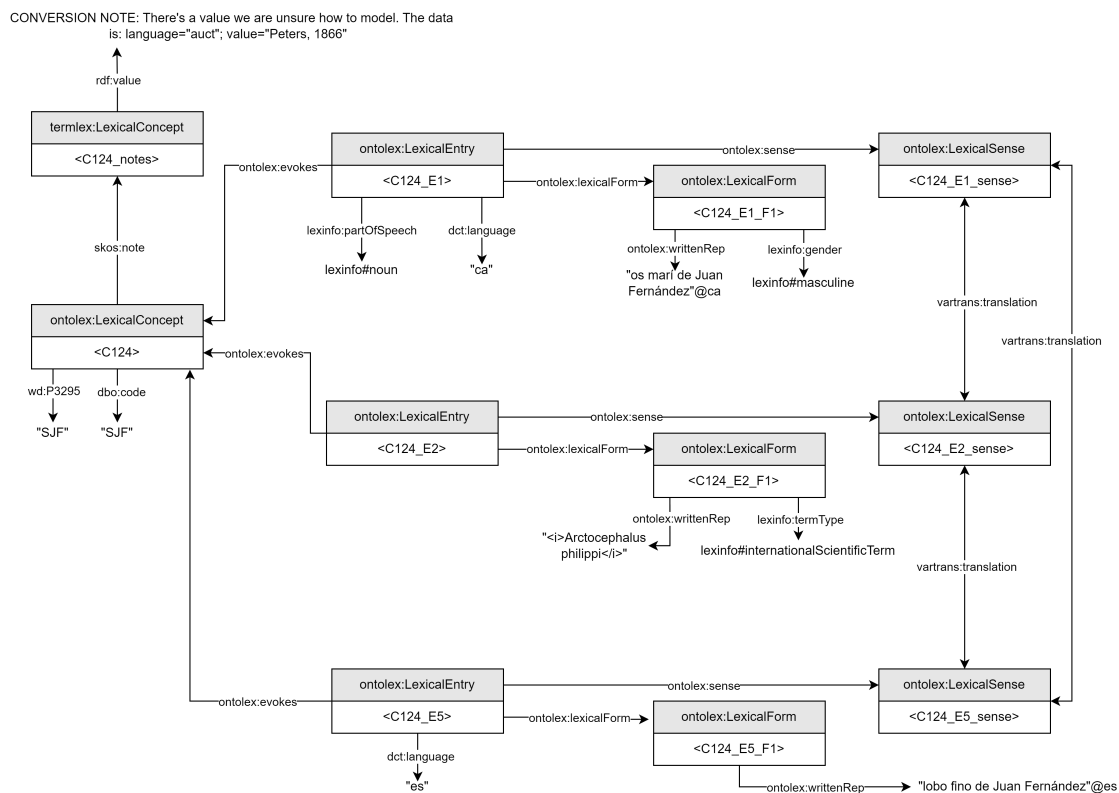 CONVERSION NOTE: There's a value we are unsure how to model. The data
is: language="auct"; value="Peters, 1866"
rdf:value
termlex:LexicalConcept
<C124_notes>
skos:note
ontolex:LexicalConcept
<C124>
wd:P3295
dbo:code
"SJF"
"SJF"
ontolex:evokes
ontolex:LexicalEntry
<C124_E1>
ontolex:sense
ontolex:LexicalSense
<C124_E1_sense>
ontolex:lexicalForm
ontolex:LexicalForm
<C124_E1_F1>
lexinfo:partOfSpeech
dct:language
lexinfo#noun
"ca"
ontolex:writtenRep
lexinfo:gender
"os marí de Juan
Fernández"@ca
lexinfo#masculine
vartrans:translation
vartrans:translation
ontolex:evokes
ontolex:LexicalEntry
<C124_E2>
ontolex:sense
ontolex:LexicalSense
<C124_E2_sense>
ontolex:lexicalForm
ontolex:LexicalForm
<C124_E2_F1>
ontolex:writtenRep
lexinfo:termType
"<i>Arctocephalus
philippi</i>"
lexinfo#internationalScientificTerm
vartrans:translation
ontolex:evokes
ontolex:LexicalEntry
<C124_E5>
ontolex:sense
ontolex:LexicalSense
<C124_E5_sense>
ontolex:lexicalForm
ontolex:LexicalForm
<C124_E5_F1>
dct:language
"es"
ontolex:writtenRep
"lobo fino de Juan Fernández"@es